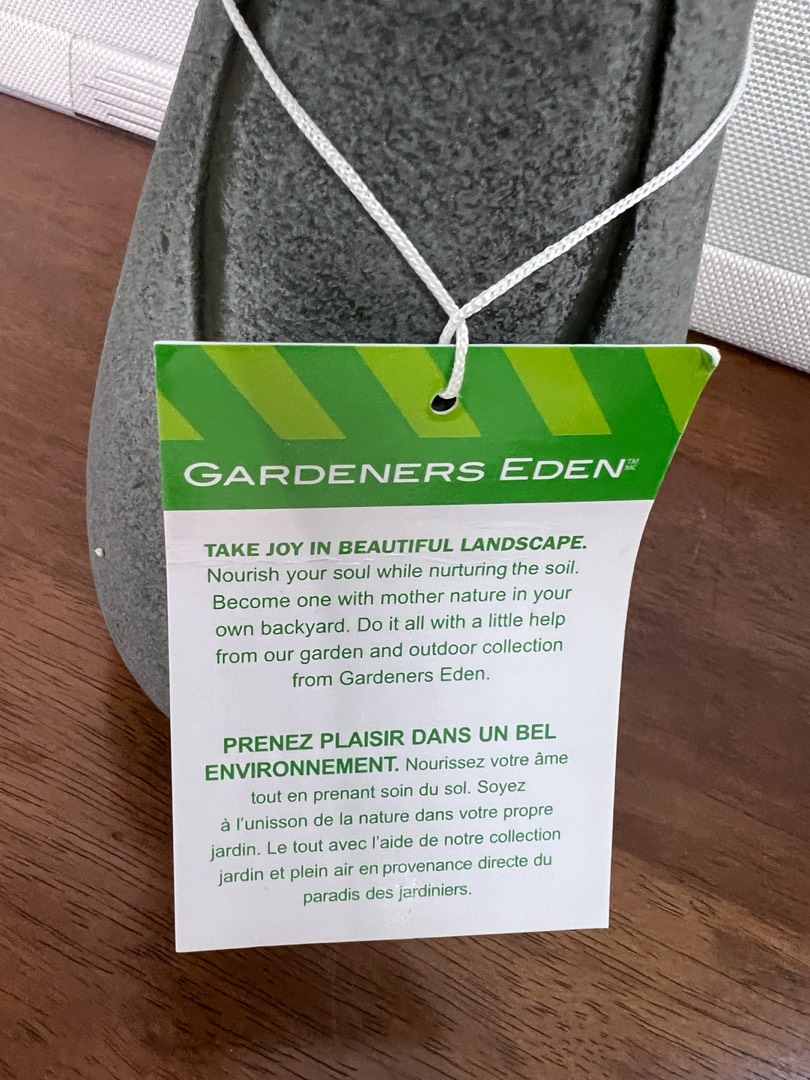 GARDENERS EDEN™ MC
TAKE JOY IN BEAUTIFUL LANDSCAPE.
Nourish your soul while nurturing the soil.
Become one with mother nature in your
own backyard. Do it all with a little help
from our garden and outdoor collection
from Gardeners Eden.
PRENEZ PLAISIR DANS UN BEL
ENVIRONNEMENT. Nourissez votre âme
tout en prenant soin du sol. Soyez
à l'unisson de la nature dans votre propre
jardin. Le tout avec l'aide de notre collection
jardin et plein air en provenance directe du
paradis des jardiniers.